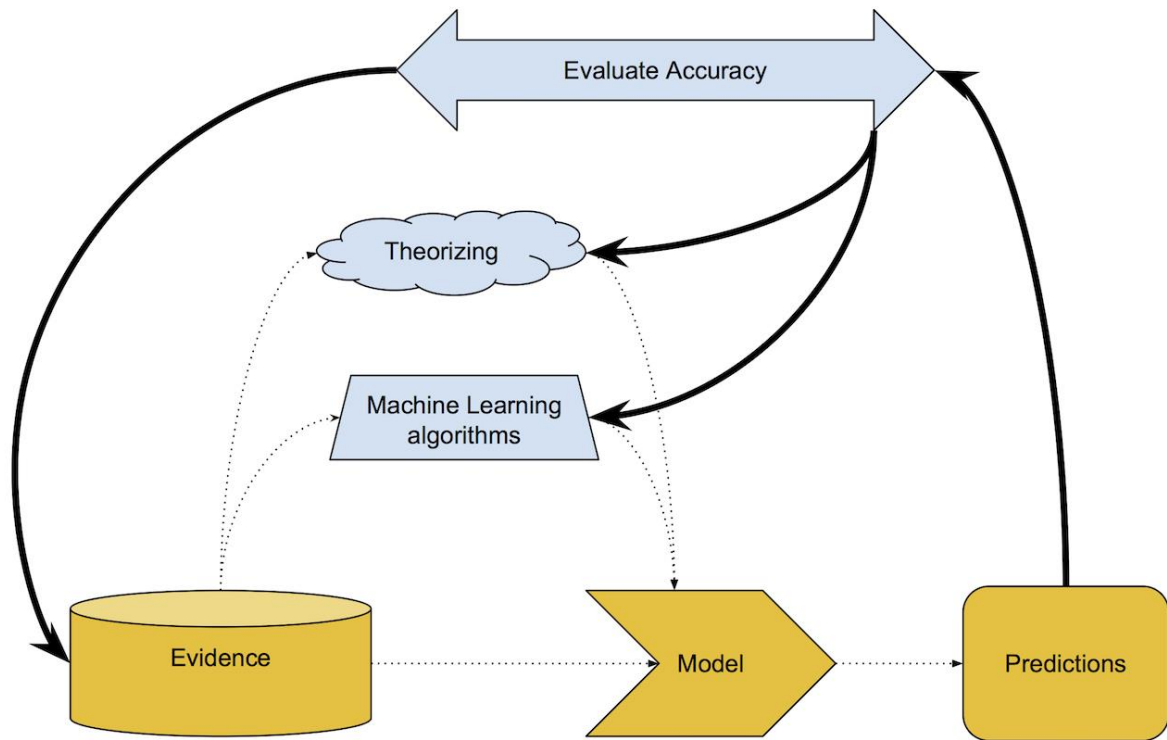 Evaluate Accuracy
Theorizing
Machine Learning
algorithms
Evidence
Model
Predictions